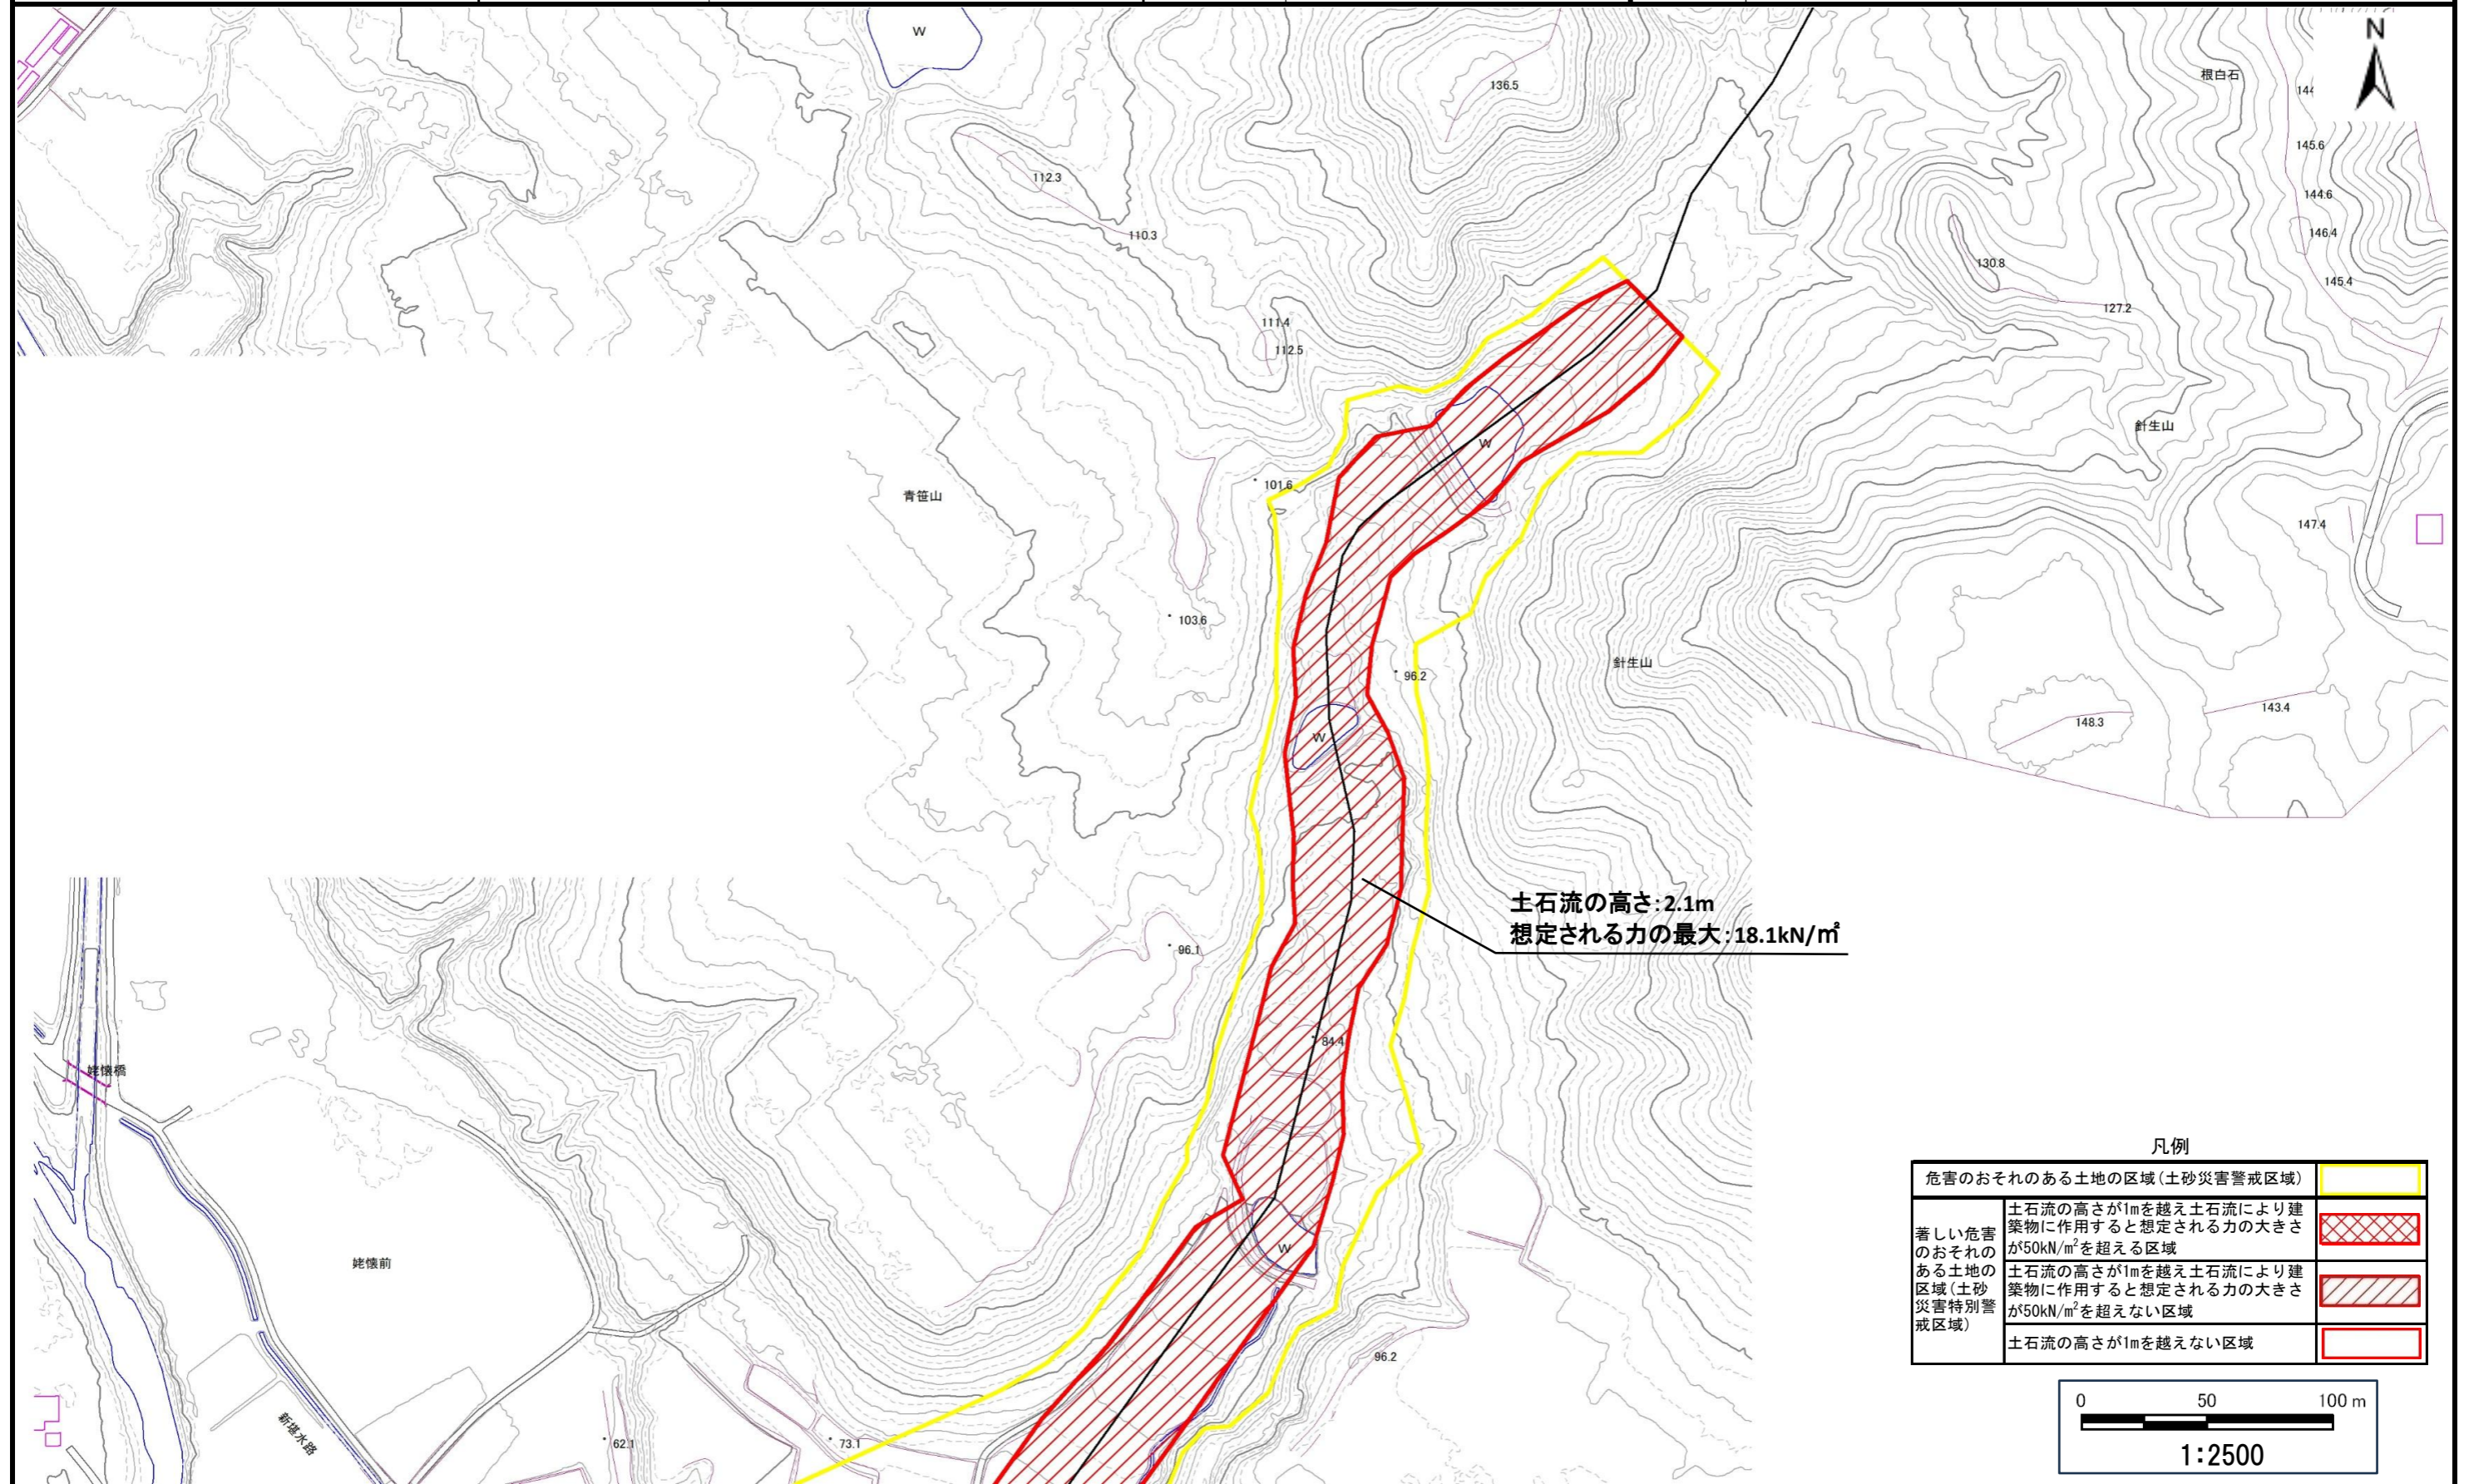 W
N
136.5
根白石
144
145.6
112.3
144.6
110.3
146.4
130.8
145.4
127.2
111.4
112.5
針生山
W
101.6
青笹山
147.4
103.6
針生山
96.2
143.4
148.3
W
土石流の高さ:2.1m
想定される力の最大:18.1kN/㎡
96.1
84.4
姥懐橋
W
姥懐前
96.2
新堰水路
62.1
73.1
凡例
危害のおそれのある土地の区域(土砂災害警戒区域)
著しい危害
のおそれの
ある土地の
区域(土砂
災害特別警
戒区域)
土石流の高さが1mを越え土石流により建
築物に作用すると想定される力の大きさ
が50kN/m²を超える区域
土石流の高さが1mを越え土石流により建
築物に作用すると想定される力の大きさ
が50kN/m²を超えない区域
土石流の高さが1mを越えない区域
0 50 100 m
1:2500